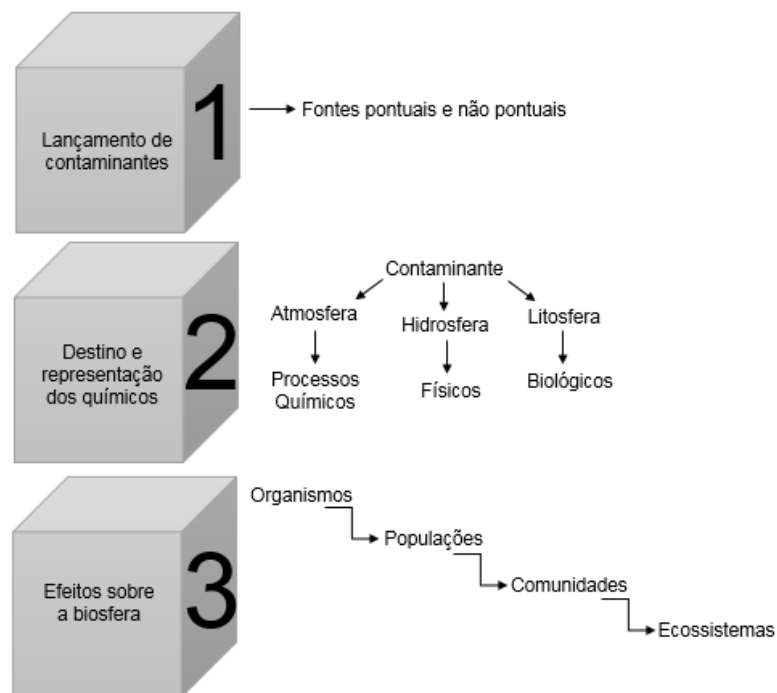 Lançamento de
contaminantes
1
Fontes pontuais e não pontuais
Destino e
representação
dos químicos
2
Contaminante
Atmosfera
Hidrosfera
Litosfera
Processos
Químicos
Físicos
Biológicos
Efeitos sobre
a biosfera
3
Organismos
Populações
Comunidades
Ecossistemas